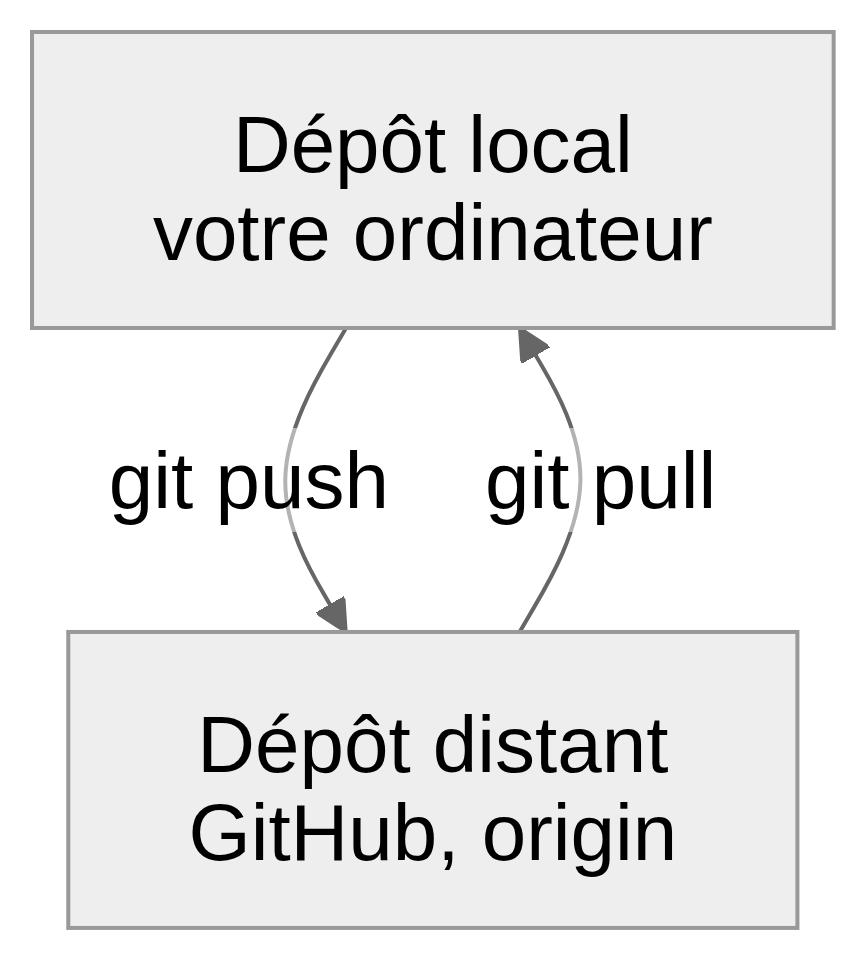 Dépôt local
votre ordinateur
git push
git pull
Dépôt distant
GitHub, origin